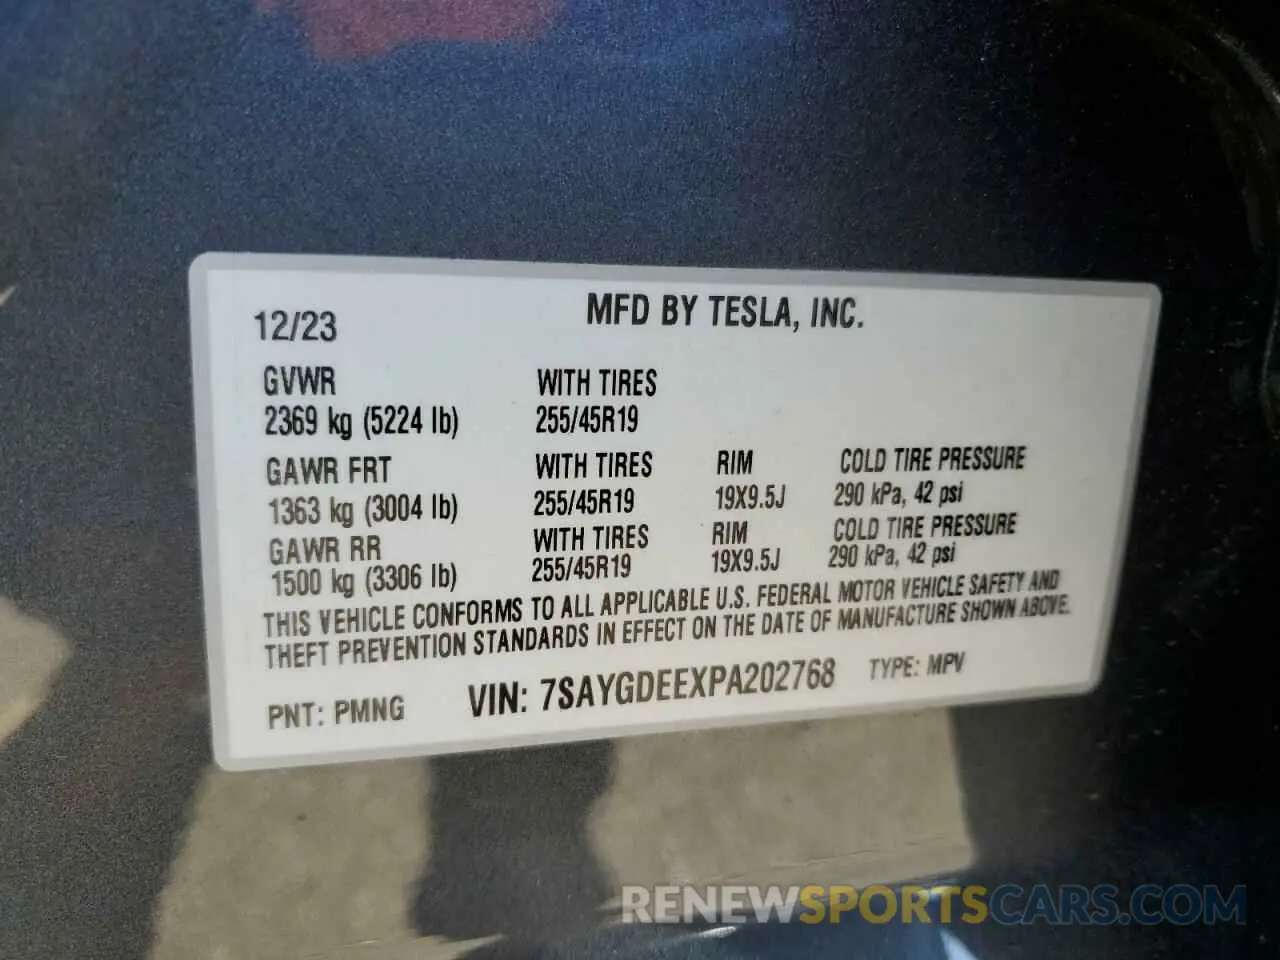 12/23 MFD BY TESLA, INC.
GVWR WITH TIRES
2369 kg (5224 lb) 255/45R19
GAWR FRT WITH TIRES RIM COLD TIRE PRESSURE
1363 kg (3004 lb) 255/45R19 19X9.5J 290 kPa, 42 psi
GAWR RR WITH TIRES RIM COLD TIRE PRESSURE
1500 kg (3306 lb) 255/45R19 19X9.5J 290 kPa, 42 psi
THIS VEHICLE CONFORMS TO ALL APPLICABLE U.S. FEDERAL MOTOR VEHICLE SAFETY AND
THEFT PREVENTION STANDARDS IN EFFECT ON THE DATE OF MANUFACTURE SHOWN ABOVE.
PNT: PMNG VIN: 7SAYGDEEXPA202768 TYPE: MPV
RENEWSPORTSCARS.COM